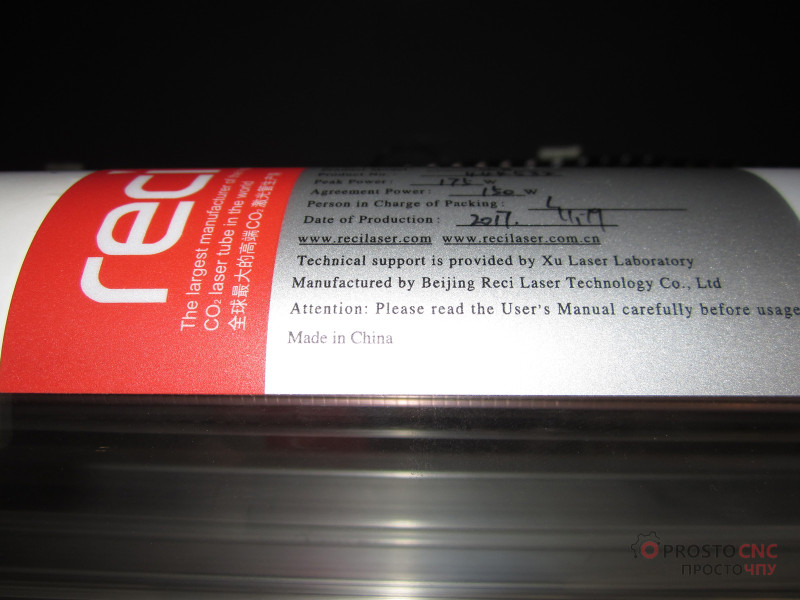 reci
The largest manufacturer of the
CO₂ laser tube in the world
全球最大的高端CO₂激光管生产
Product No.
Peak Power: 175 W
Agreement Power: 150 W
Person in Charge of Packing:
Date of Production: 2017.
www.recilaser.com www.recilaser.com.cn
Technical support is provided by Xu Laser Laboratory
Manufactured by Beijing Reci Laser Technology Co., Ltd
Attention: Please read the User's Manual carefully before usage
Made in China
PROSTO CNC
ПРОСТО ЧПУ